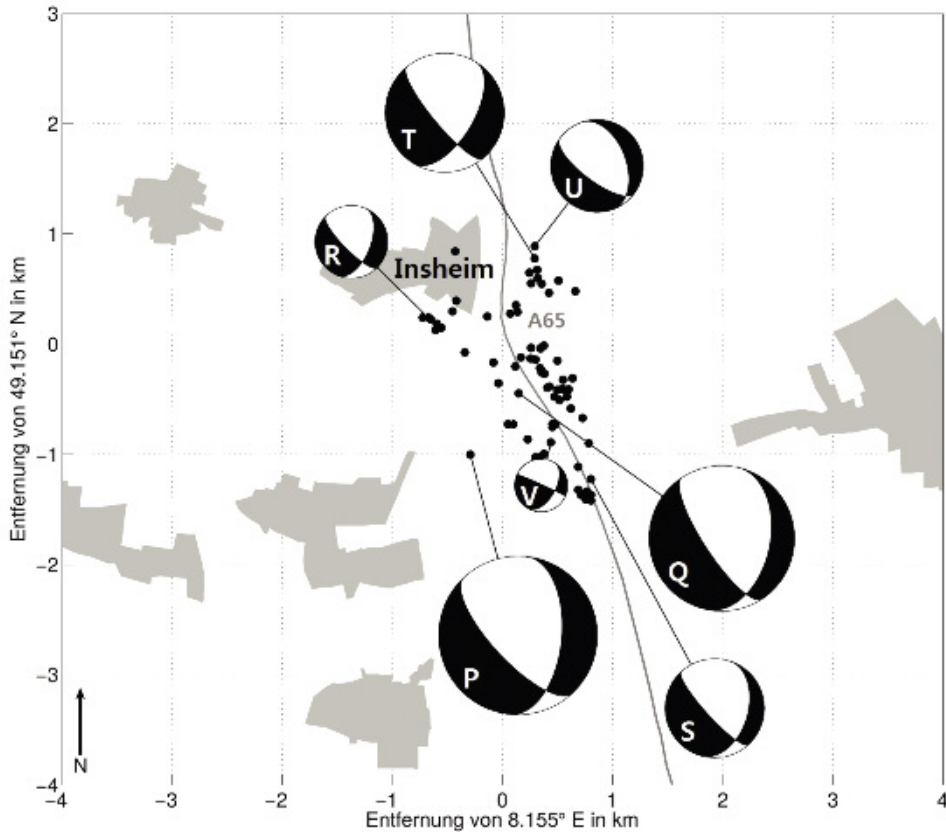 3
2
1
0
−1
−2
−3
−4
Entfernung von 49.151° N in km
T
U
R
Insheim
A65
V
Q
P
S
N
−4
−3
−2
−1
0
1
2
3
4
Entfernung von 8.155° E in km